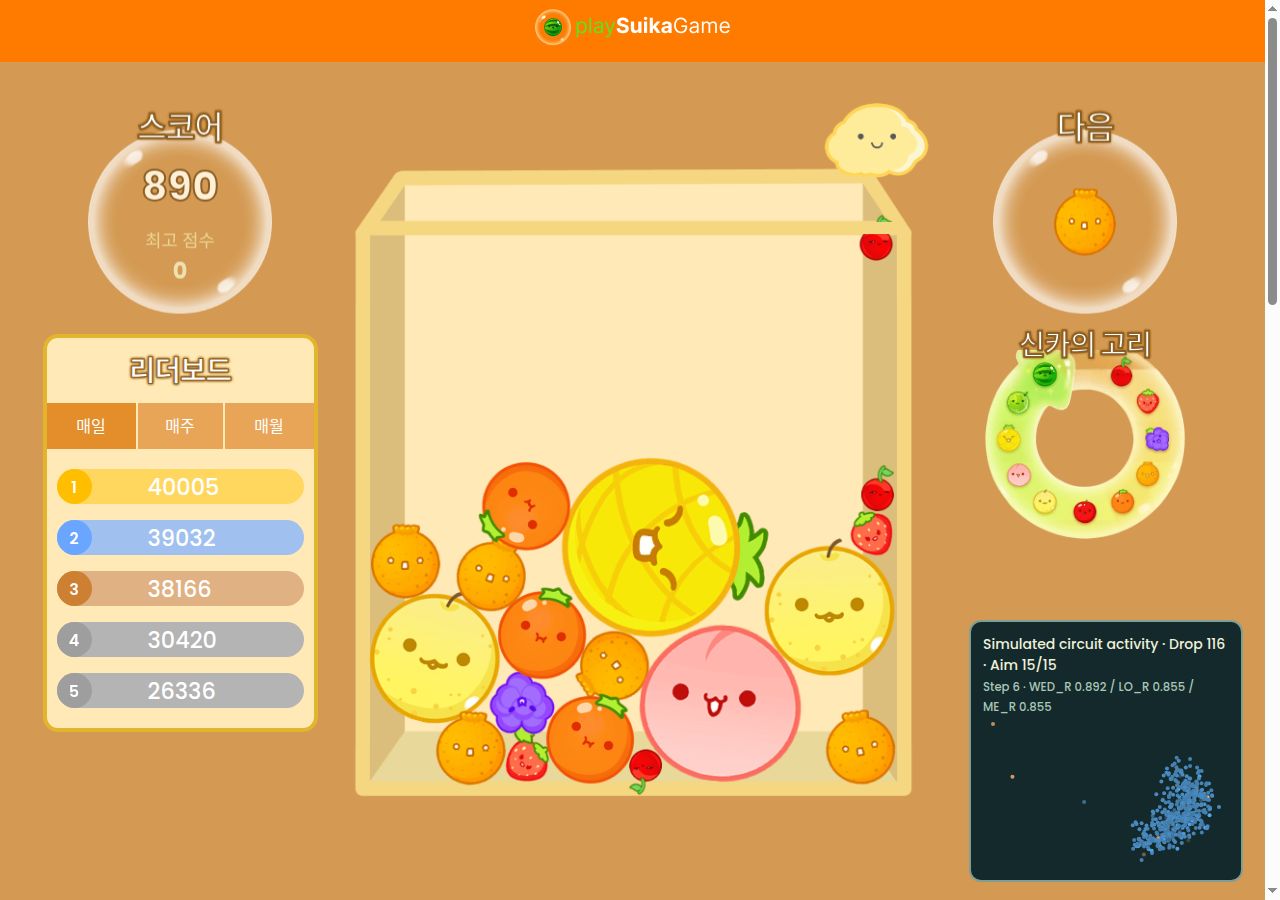 playSuikaGame
스코어
890
최고 점수
0
다음
리더보드
매일 매주 매월
1 40005
2 39032
3 38166
4 30420
5 26336
신카의 고리
Simulated circuit activity · Drop 116
· Aim 15/15
Step 6 · WED_R 0.892 / LO_R 0.855 /
ME_R 0.855